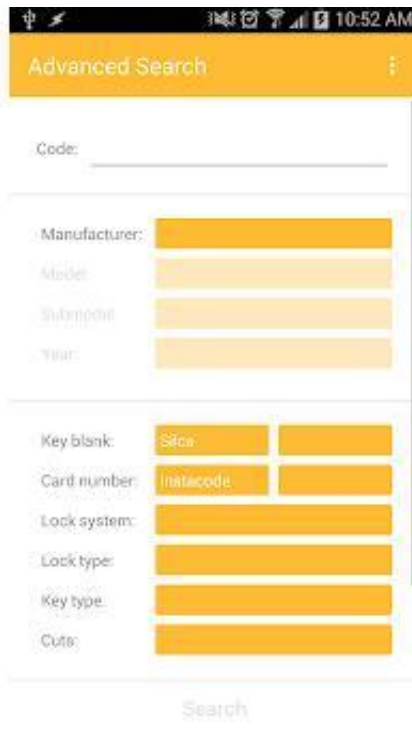 10:52 AM
Advanced Search
Code:
Manufacturer:
Model:
Submodel:
Year:
Key blank: Silca
Card number: Instacode
Lock system:
Lock type:
Key type:
Cuts:
Search